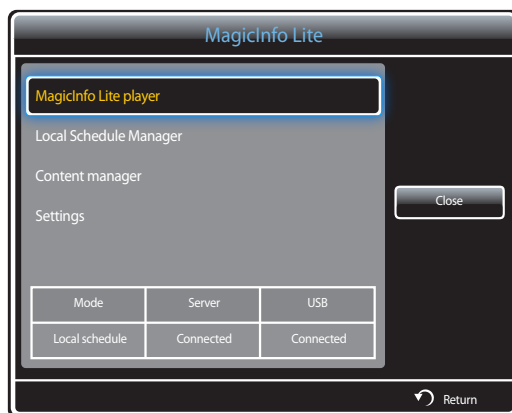 MagicInfo Lite
MagicInfo Lite player
Local Schedule Manager
Content manager
Settings
Close
Mode Server USB
Local schedule Connected Connected
Return